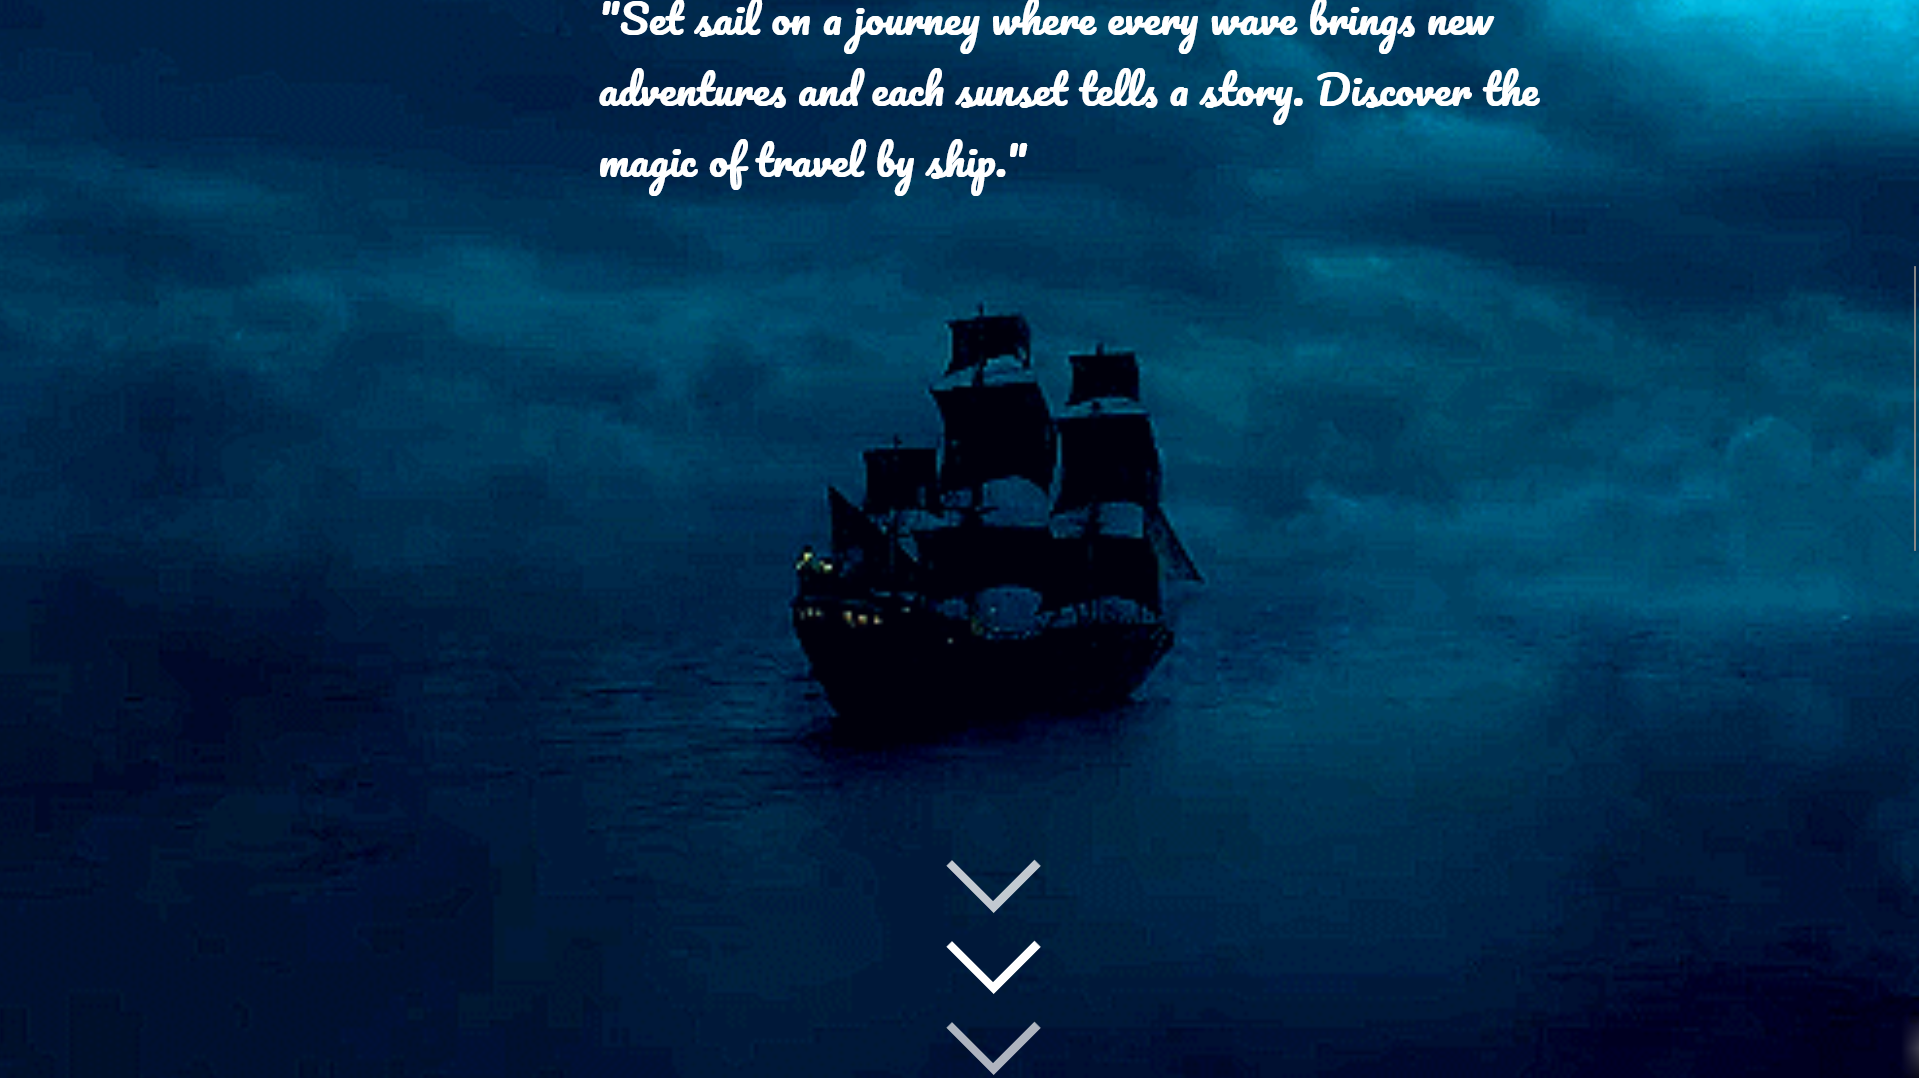 "Set sail on a journey where every wave brings new
adventures and each sunset tells a story. Discover the
magic of travel by ship."